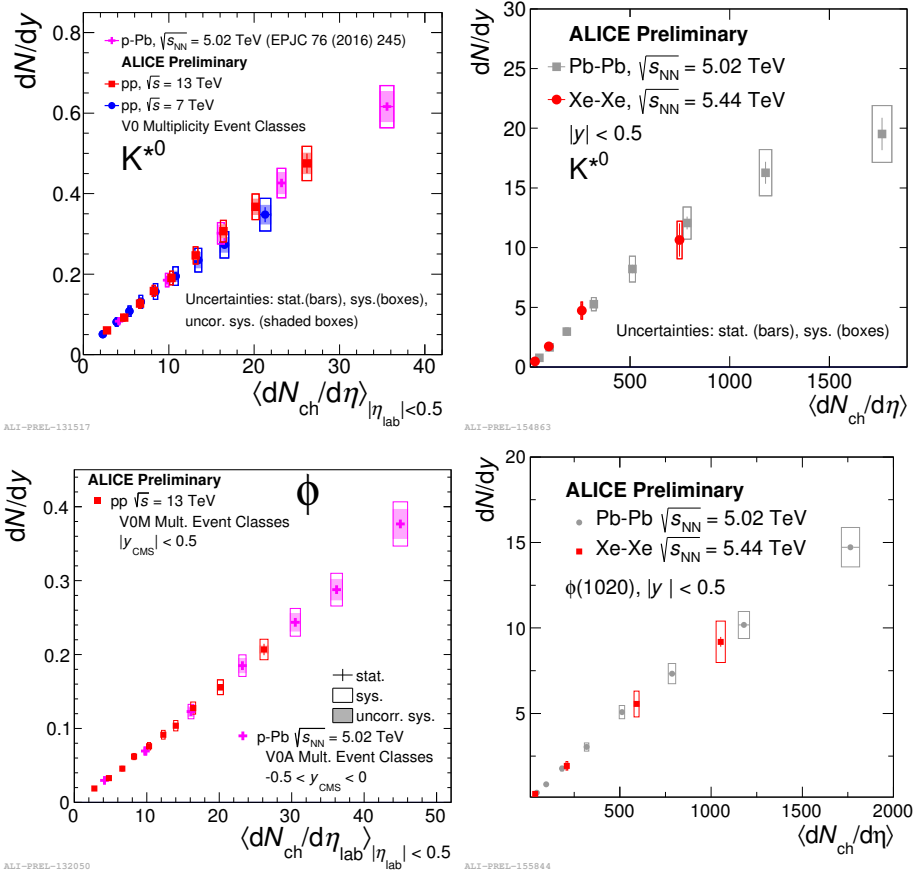 dN/dy
0.8
0.6
0.4
0.2
0
0 10 20 30 40
p-Pb, √sNN = 5.02 TeV (EPJC 76 (2016) 245)
ALICE Preliminary
pp, √s = 13 TeV
pp, √s = 7 TeV
V0 Multiplicity Event Classes
K*0
Uncertainties: stat.(bars), sys.(boxes),
uncor. sys. (shaded boxes)
⟨dNch/dη⟩|ηlab|<0.5
ALI-PREL-131517
dN/dy
30
25
20
15
10
5
0
500 1000 1500
ALICE Preliminary
Pb-Pb, √sNN = 5.02 TeV
Xe-Xe, √sNN = 5.44 TeV
|y| < 0.5
K*0
Uncertainties: stat. (bars), sys. (boxes)
⟨dNch/dη⟩
ALI-PREL-154863
dN/dy
0.4
0.3
0.2
0.1
0
0 10 20 30 40 50
ALICE Preliminary
pp √s = 13 TeV
V0M Mult. Event Classes
|yCMS| < 0.5
ϕ
stat.
sys.
uncorr. sys.
p-Pb √sNN = 5.02 TeV
V0A Mult. Event Classes
-0.5 < yCMS < 0
⟨dNch/dηlab⟩|ηlab| < 0.5
ALI-PREL-132050
dN/dy
20
15
10
5
500 1000 1500 2000
ALICE Preliminary
Pb-Pb √sNN = 5.02 TeV
Xe-Xe √sNN = 5.44 TeV
ϕ(1020), |y | < 0.5
⟨dNch/dη⟩
ALI-PREL-155844